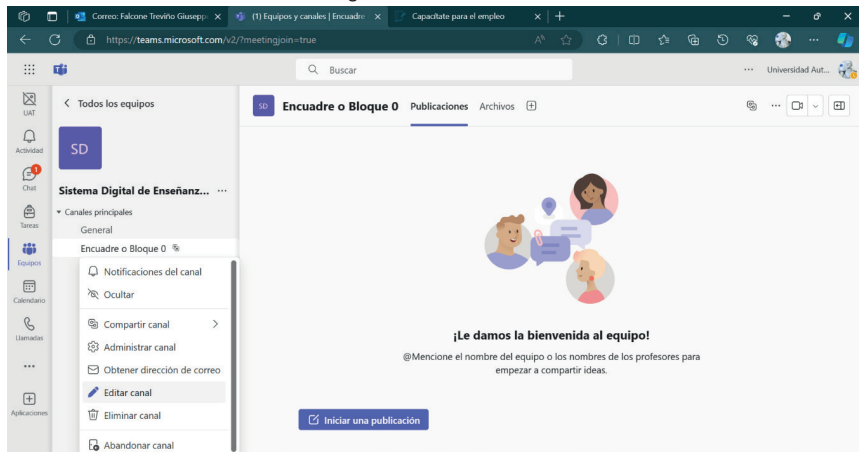 Correo: Falcone Treviño Giusepp
(1) Equipos y canales | Encuadre
Capacítate para el empleo
https://teams.microsoft.com/v2/?meetingjoin=true
Buscar
Universidad Aut...
UAT
Actividad
Chat
Tareas
Equipos
Calendario
Llamadas
Aplicaciones
Todos los equipos
SD
Sistema Digital de Enseñanz...
Canales principales
General
Encuadre o Bloque 0
Notificaciones del canal
Ocultar
Compartir canal
Administrar canal
Obtener dirección de correo
Editar canal
Eliminar canal
Abandonar canal
SD
Encuadre o Bloque 0
Publicaciones
Archivos
¡Le damos la bienvenida al equipo!
@Mencione el nombre del equipo o los nombres de los profesores para
empezar a compartir ideas.
Iniciar una publicación